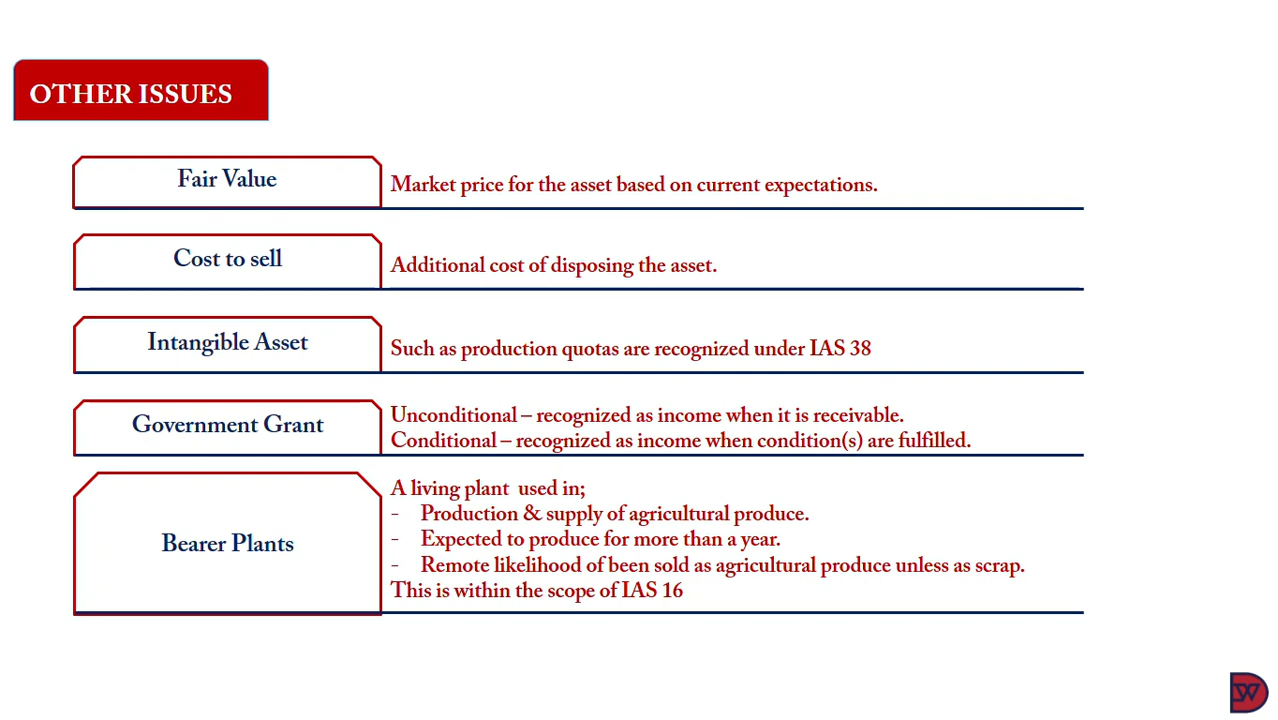 OTHER ISSUES
Fair Value
Market price for the asset based on current expectations.
Cost to sell
Additional cost of disposing the asset.
Intangible Asset
Such as production quotas are recognized under IAS 38
Government Grant
Unconditional – recognized as income when it is receivable.
Conditional – recognized as income when condition(s) are fulfilled.
Bearer Plants
A living plant used in;
- Production & supply of agricultural produce.
- Expected to produce for more than a year.
- Remote likelihood of been sold as agricultural produce unless as scrap.
This is within the scope of IAS 16
DW